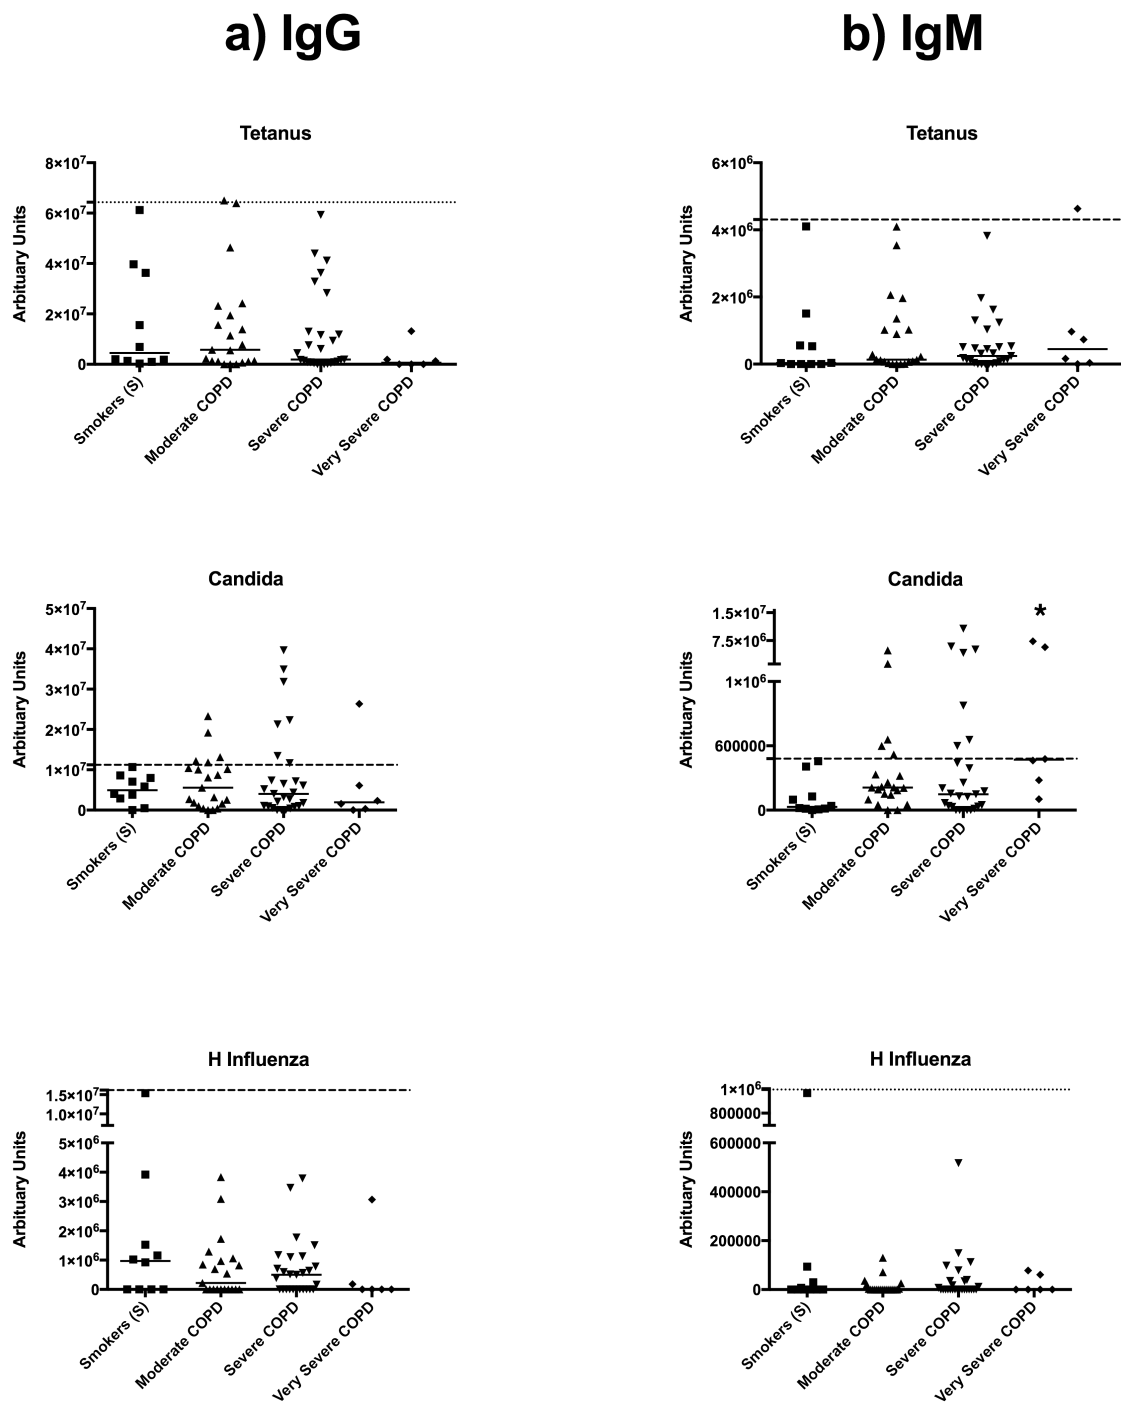 a) IgG
b) IgM
Tetanus
Arbituary Units
8×10⁷
6×10⁷
4×10⁷
2×10⁷
0
Smokers (S)
Moderate COPD
Severe COPD
Very Severe COPD
Tetanus
Arbituary Units
6×10⁶
4×10⁶
2×10⁶
0
Smokers (S)
Moderate COPD
Severe COPD
Very Severe COPD
Candida
Arbituary Units
5×10⁷
4×10⁷
3×10⁷
2×10⁷
1×10⁷
0
Smokers (S)
Moderate COPD
Severe COPD
Very Severe COPD
Candida
Arbituary Units
1.5×10⁷
7.5×10⁶
1×10⁶
600000
0
*
Smokers (S)
Moderate COPD
Severe COPD
Very Severe COPD
H Influenza
Arbituary Units
1.5×10⁷
1.0×10⁷
5×10⁶
4×10⁶
3×10⁶
2×10⁶
1×10⁶
0
Smokers (S)
Moderate COPD
Severe COPD
Very Severe COPD
H Influenza
Arbituary Units
1×10⁶
800000
600000
400000
200000
0
Smokers (S)
Moderate COPD
Severe COPD
Very Severe COPD